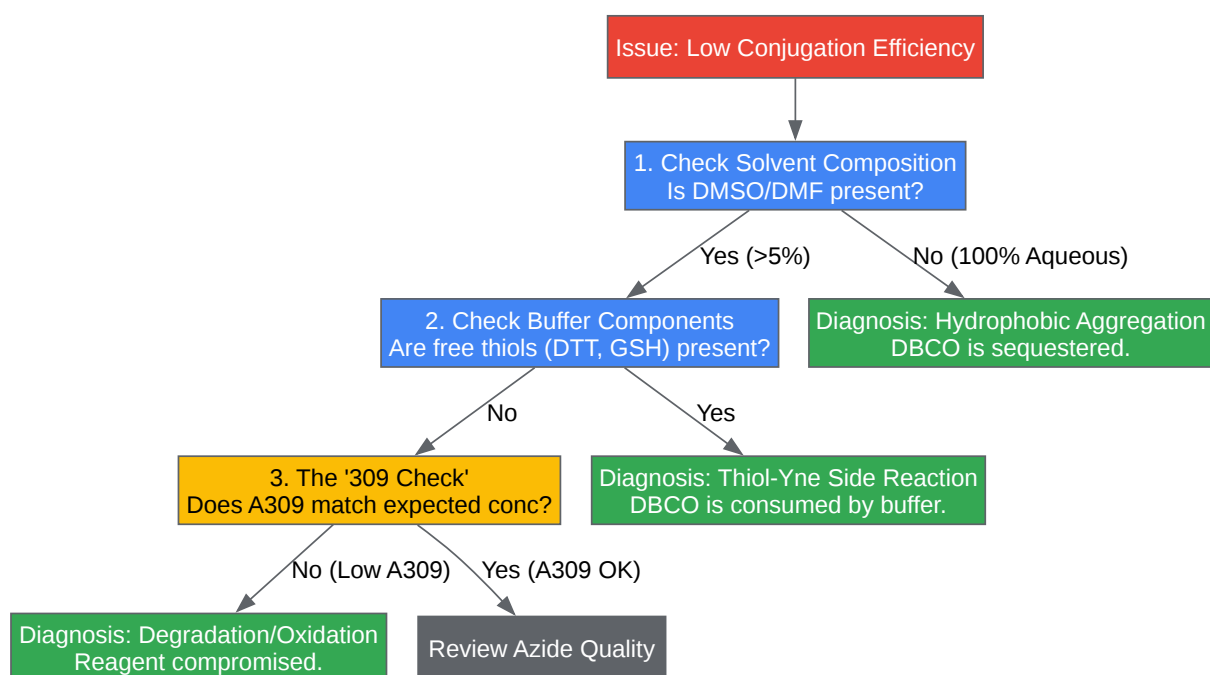 Issue: Low Conjugation Efficiency
1. Check Solvent Composition
Is DMSO/DMF present?
Yes (>5%)
No (100% Aqueous)
2. Check Buffer Components
Are free thiols (DTT, GSH) present?
Diagnosis: Hydrophobic Aggregation
DBCO is sequestered.
No
Yes
3. The '309 Check'
Does A309 match expected conc?
Diagnosis: Thiol-Yne Side Reaction
DBCO is consumed by buffer.
No (Low A309)
Yes (A309 OK)
Diagnosis: Degradation/Oxidation
Reagent compromised.
Review Azide Quality